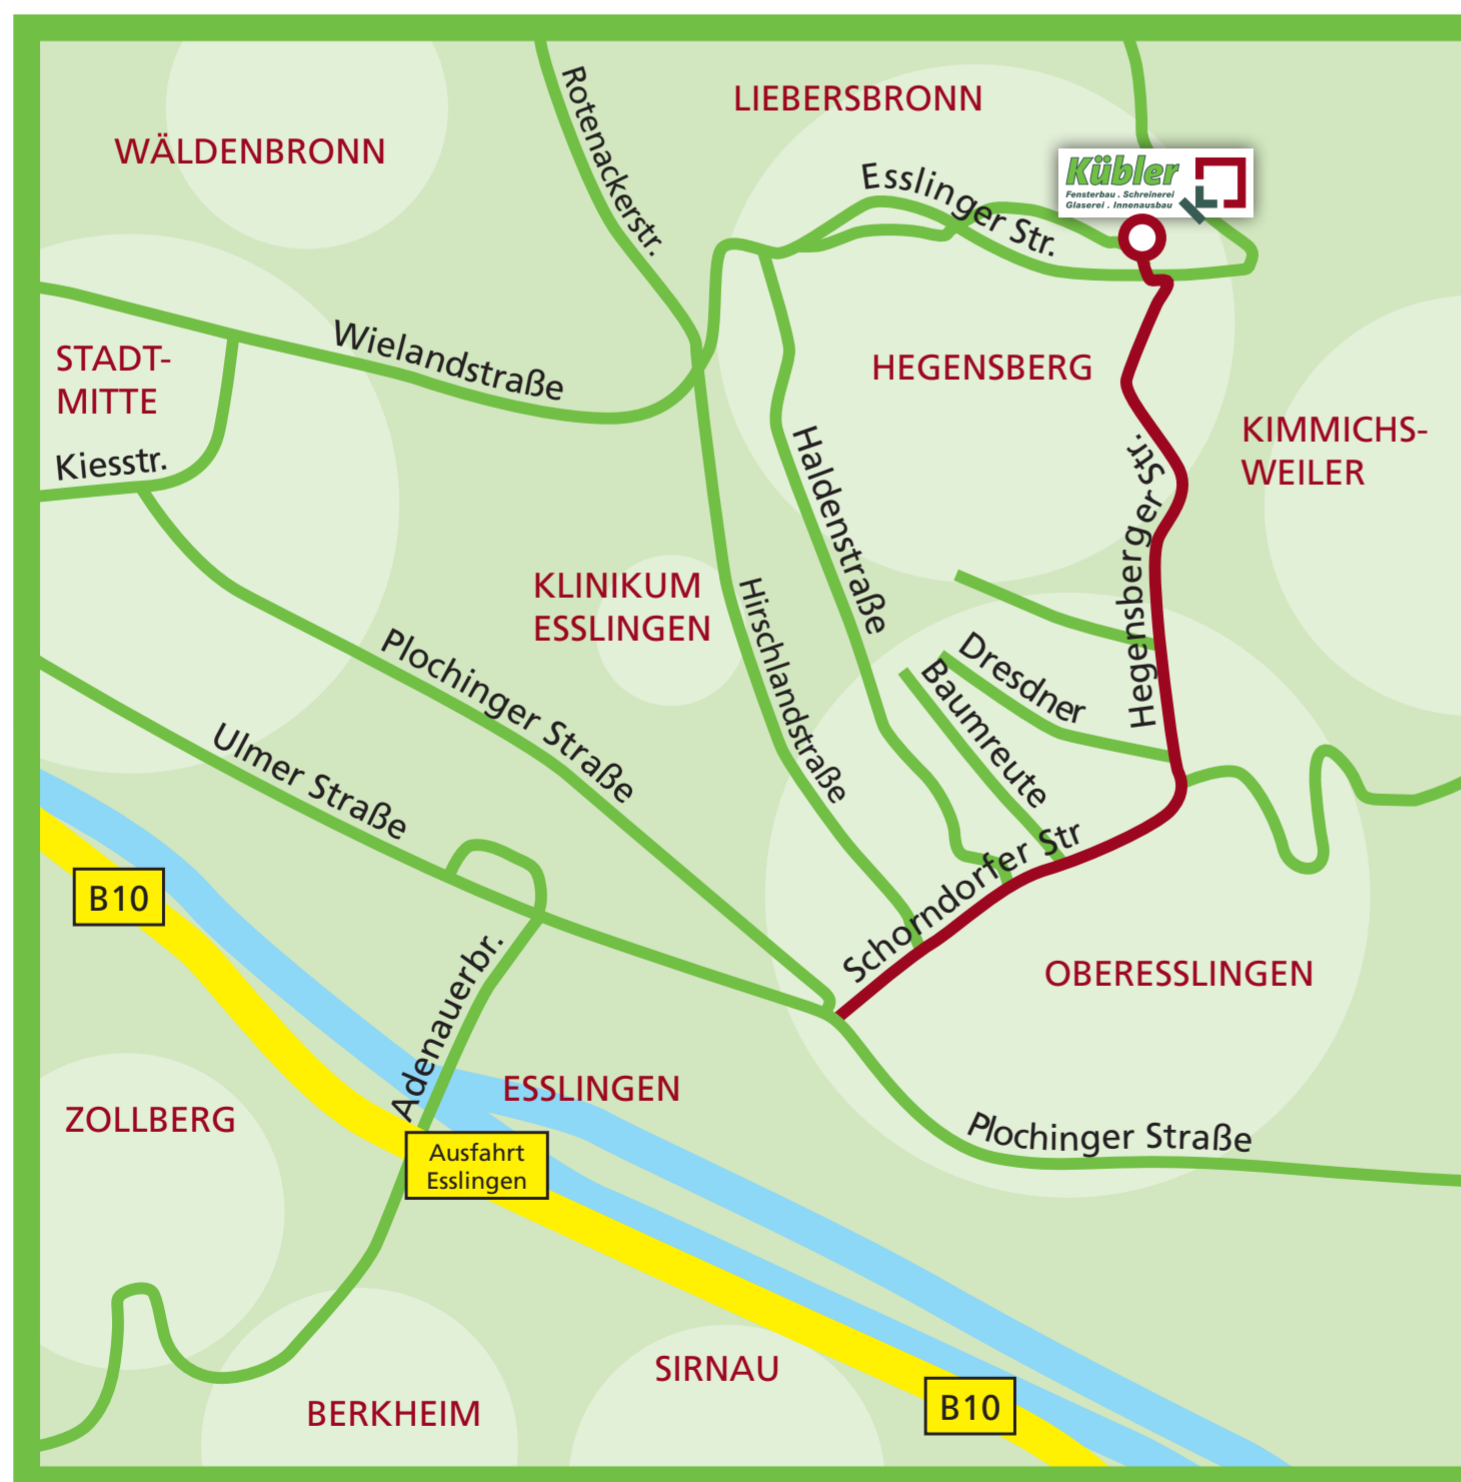 Rotenackerstr.
LIEBERSBRONN
WÄLDENBRONN
Kübler
Fensterbau . Schreinerei
Glaserei . Innenausbau
Esslinger Str.
Wielandstraße
STADT-
MITTE
HEGENSBERG
KIMMICHS-
WEILER
Kiesstr.
Haldenstraße
Hegensberger Str.
KLINIKUM
ESSLINGEN
Hirschlandstraße
Plochinger Straße
Dresdner
Baumreute
Ulmer Straße
Schorndorfer Str
B10
Adenauerbr.
OBERESSLINGEN
ESSLINGEN
ZOLLBERG
Ausfahrt
Esslingen
Plochinger Straße
SIRNAU
BERKHEIM
B10